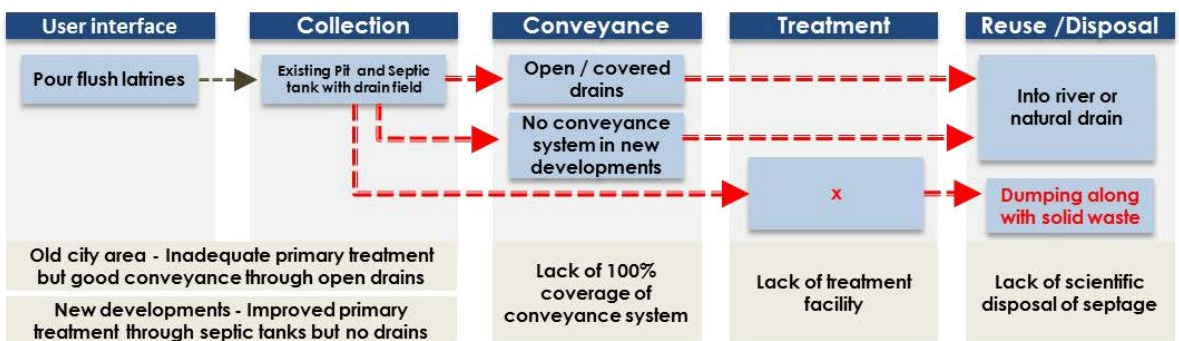 User interface
Collection
Conveyance
Treatment
Reuse /Disposal
Pour flush latrines
Existing Pit and Septic
tank with drain field
Open / covered
drains
Into river or
natural drain
No conveyance
system in new
developments
x
Dumping along
with solid waste
Old city area - Inadequate primary treatment
but good conveyance through open drains
New developments - Improved primary
treatment through septic tanks but no drains
Lack of 100%
coverage of
conveyance system
Lack of treatment
facility
Lack of scientific
disposal of septage